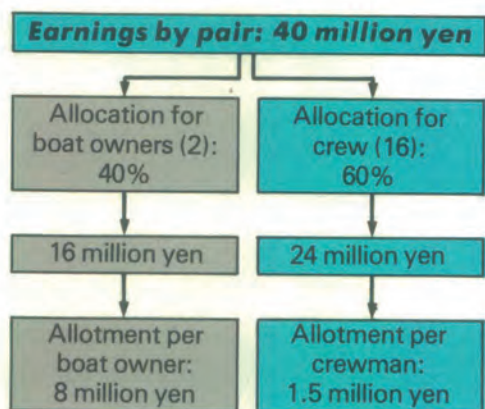 Earnings by pair: 40 million yen
Allocation for
boat owners (2):
40%
Allocation for
crew (16):
60%
16 million yen
24 million yen
Allotment per
boat owner:
8 million yen
Allotment per
crewman:
1.5 million yen